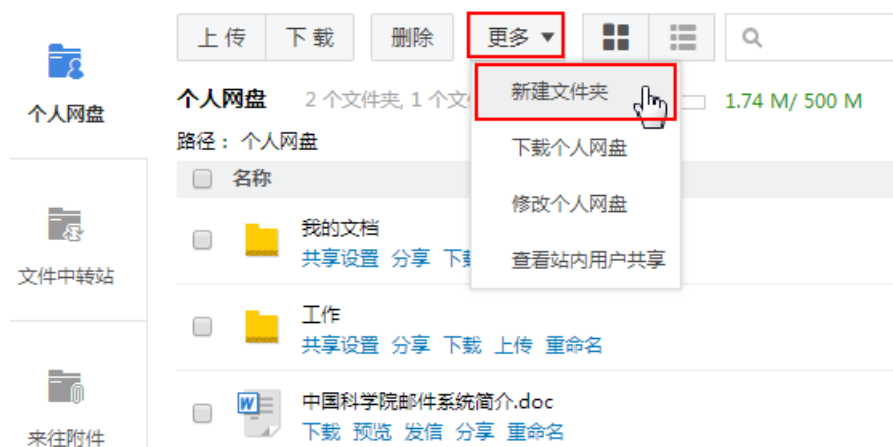 上传 下载 删除 更多
个人网盘
个人网盘 2 个文件夹, 1 个文 1.74 M/ 500 M
新建文件夹
路径： 个人网盘
下载个人网盘
名称
修改个人网盘
我的文档
共享设置 分享 下
查看站内用户共享
文件中转站
工作
共享设置 分享 下载 上传 重命名
中国科学院邮件系统简介.doc
下载 预览 发信 分享 重命名
来往附件